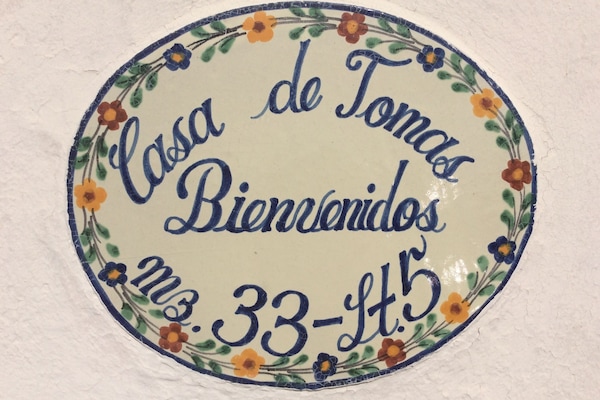 Casa de Tomas
Bienvenidos
mz. 33-Lt.5